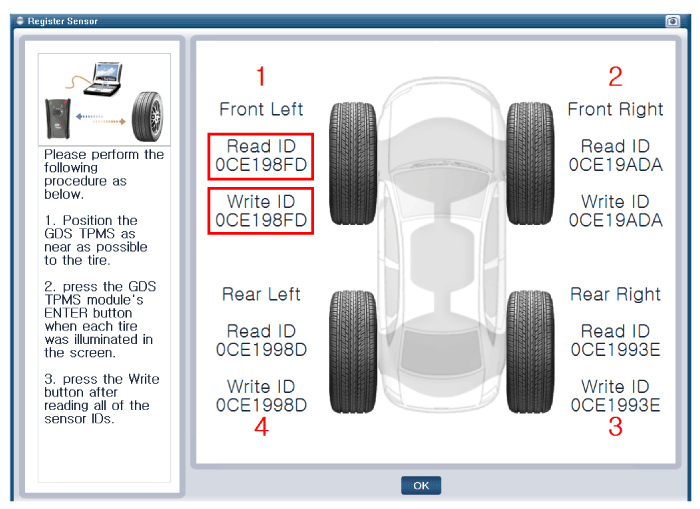 Register Sensor
Please perform the
following
procedure as
below.
1. Position the
GDS TPMS as
near as possible
to the tire.
2. press the GDS
TPMS module's
ENTER button
when each tire
was illuminated in
the screen.
3. press the Write
button after
reading all of the
sensor IDs.
1
Front Left
Read ID
0CE198FD
Write ID
0CE198FD
2
Front Right
Read ID
0CE19ADA
Write ID
0CE19ADA
Rear Left
Read ID
0CE1998D
Write ID
0CE1998D
4
Rear Right
Read ID
0CE1993E
Write ID
0CE1993E
3
OK